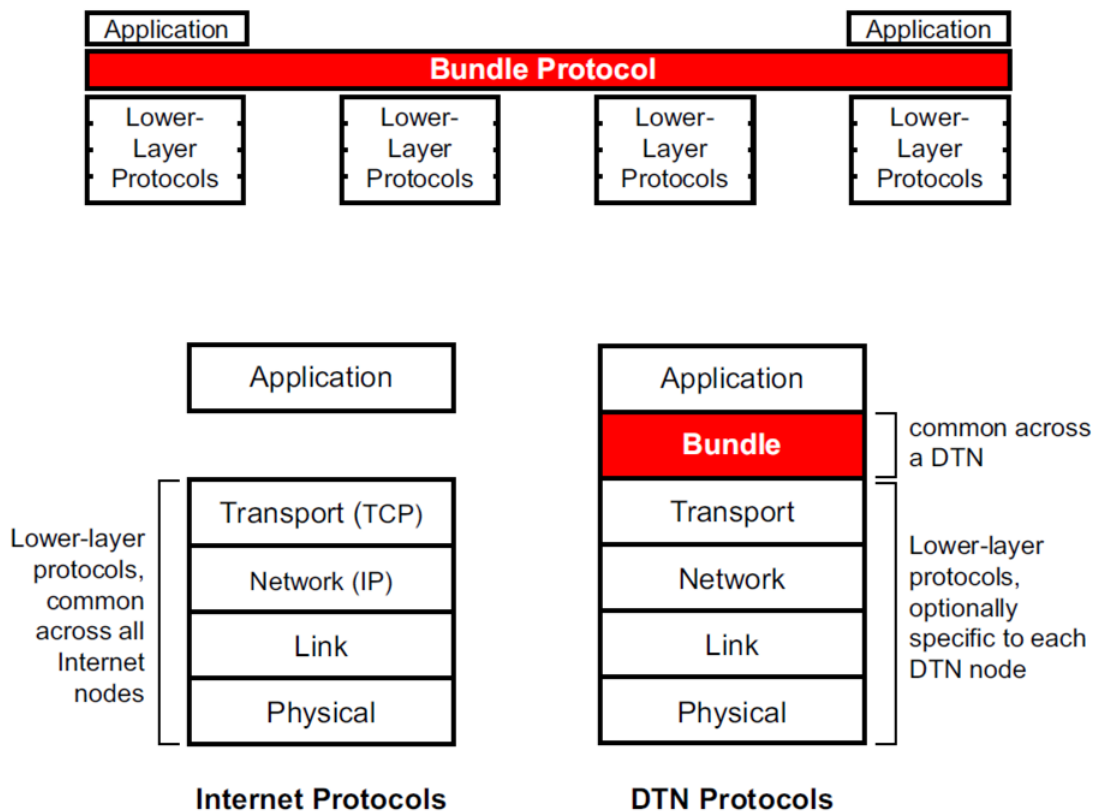 Application
Application
Bundle Protocol
Lower-
Layer
Protocols
Lower-
Layer
Protocols
Lower-
Layer
Protocols
Lower-
Layer
Protocols
Application
Transport (TCP)
Network (IP)
Link
Physical
Lower-layer
protocols,
common
across all
Internet
nodes
Internet Protocols
Application
Bundle
Transport
Network
Link
Physical
common across
a DTN
Lower-layer
protocols,
optionally
specific to each
DTN node
DTN Protocols